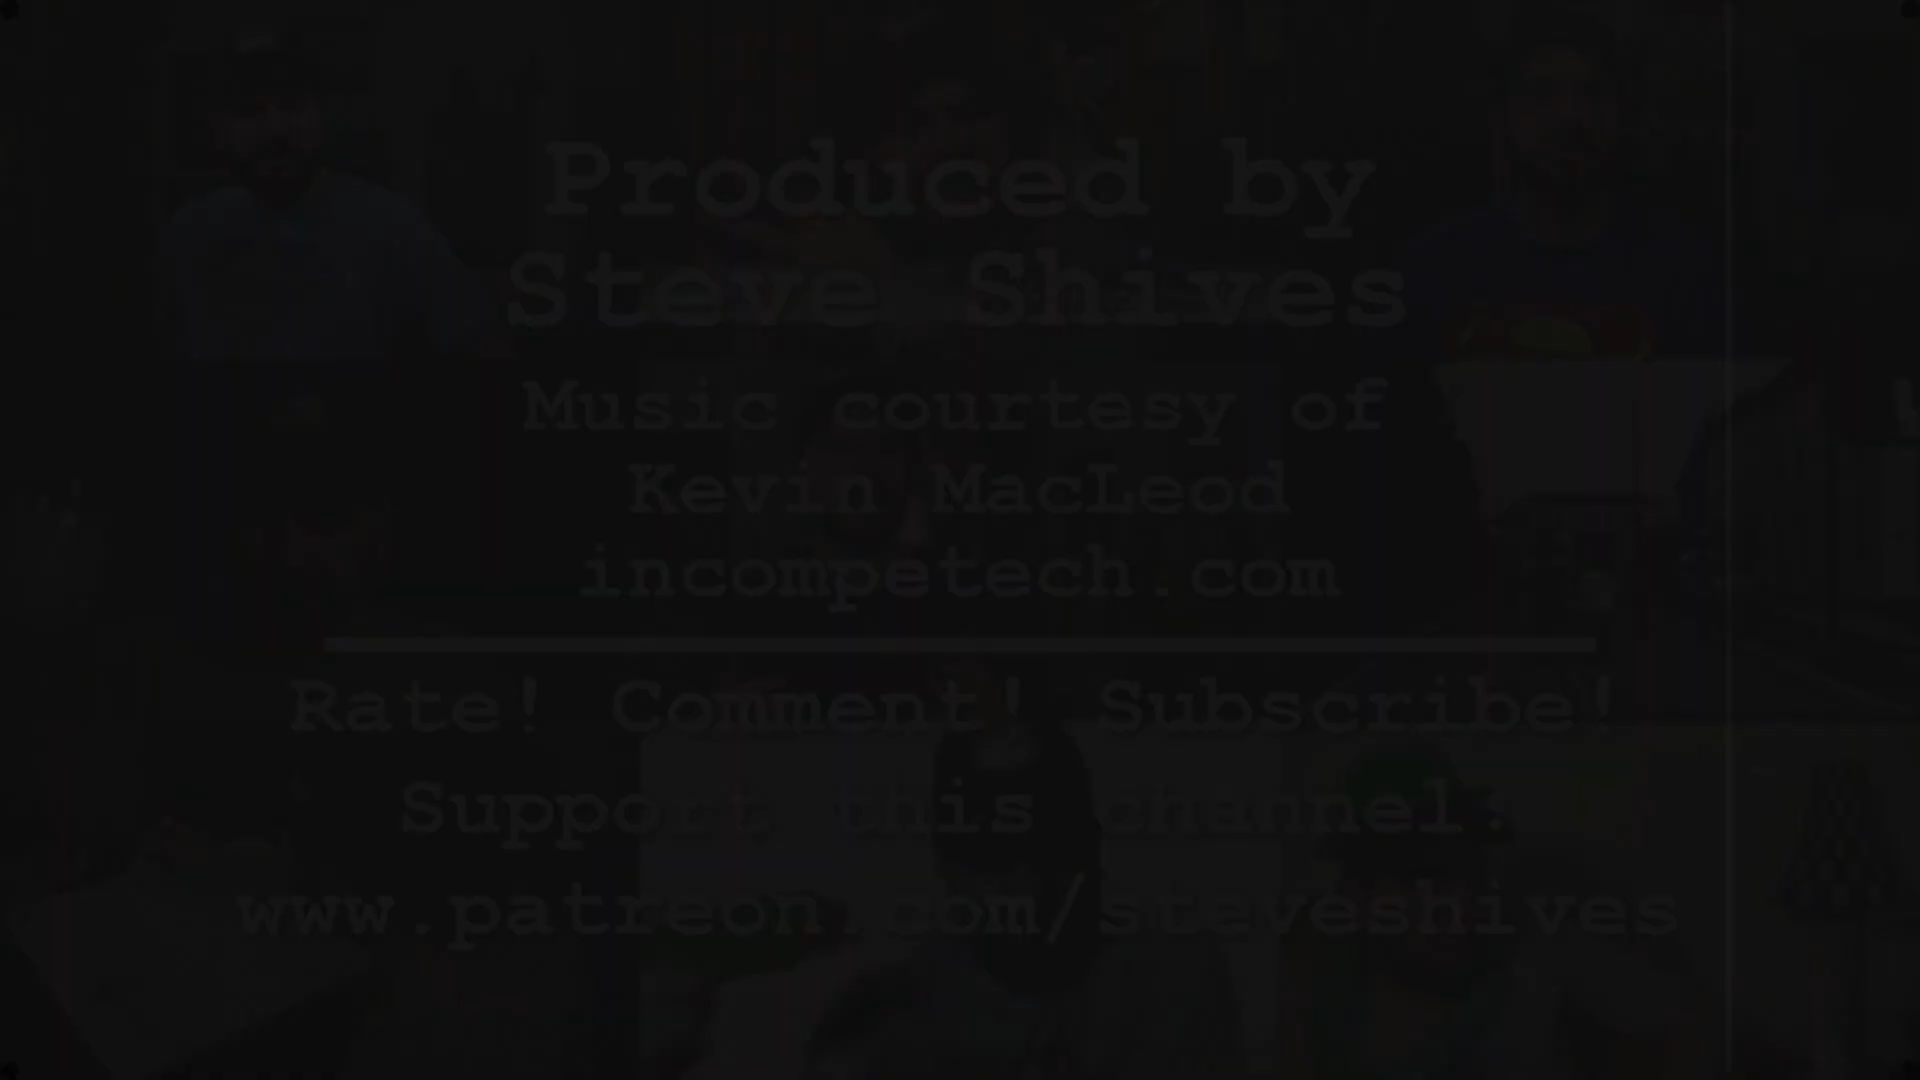 Produced by
Steve Shives
Music courtesy of
Kevin MacLeod
incompetech.com
Rate! Comment! Subscribe!
Support this channel:
www.patreon.com/steveshives